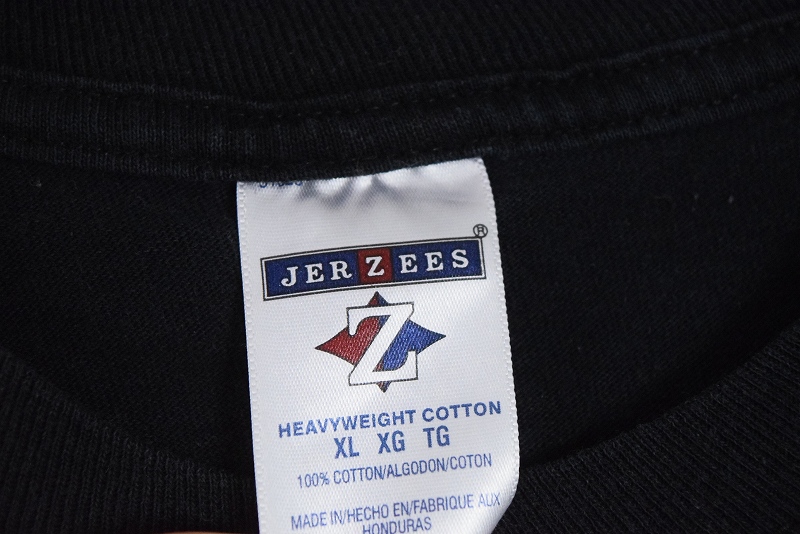 JERZEES®
Z
HEAVYWEIGHT COTTON
XL XG TG
100% COTTON/ALGODON/COTON
MADE IN/HECHO EN/FABRIQUE AUX
HONDURAS